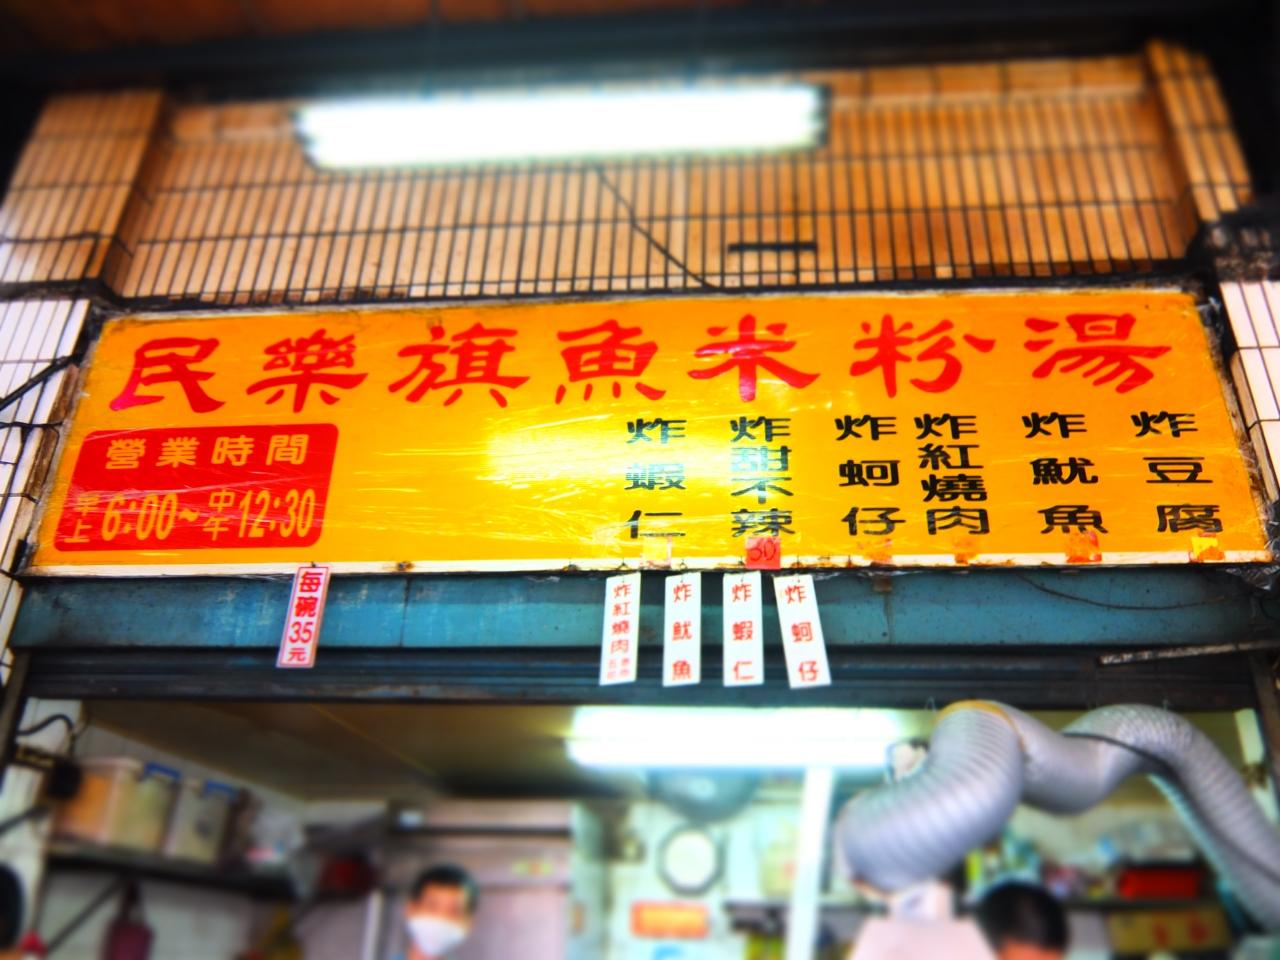 民樂旗魚米粉湯
營業時間
早上6:00~中午12:30
炸蝦仁
炸甜不辣
炸蚵仔
炸紅燒肉
炸魷魚
炸豆腐
30
每碗35元
炸紅燒肉
炸魷魚
炸蝦仁
炸蚵仔